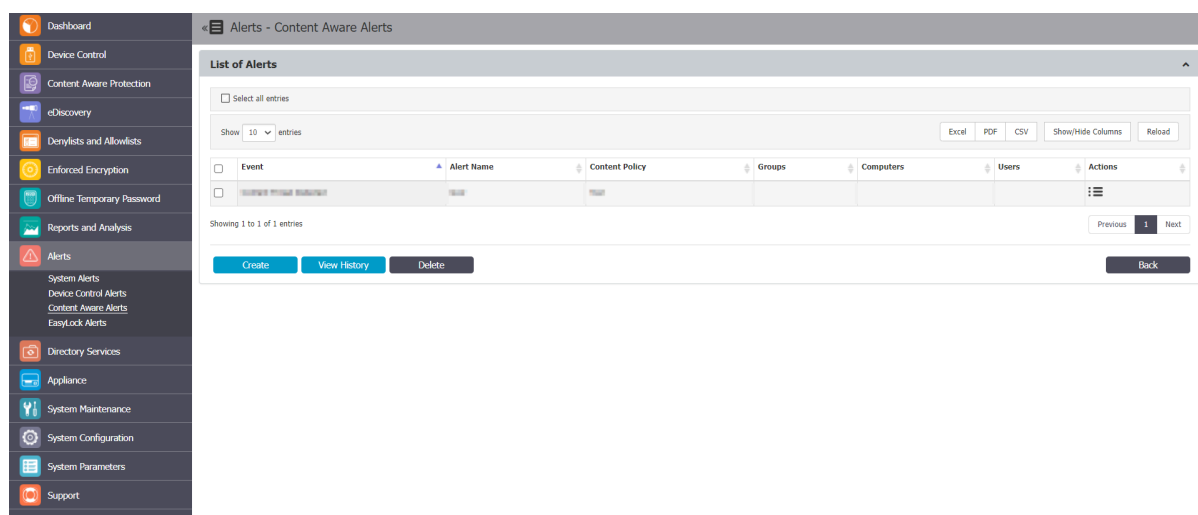 Dashboard
Device Control
Content Aware Protection
eDiscovery
Denylists and Allowlists
Enforced Encryption
Offline Temporary Password
Reports and Analysis
Alerts
System Alerts
Device Control Alerts
Content Aware Alerts
EasyLock Alerts
Directory Services
Appliance
System Maintenance
System Configuration
System Parameters
Support
« Alerts - Content Aware Alerts
List of Alerts
Select all entries
Show 10 entries
Excel PDF CSV Show/Hide Columns Reload
Event Alert Name Content Policy Groups Computers Users Actions
Showing 1 to 1 of 1 entries
Previous 1 Next
Create View History Delete Back